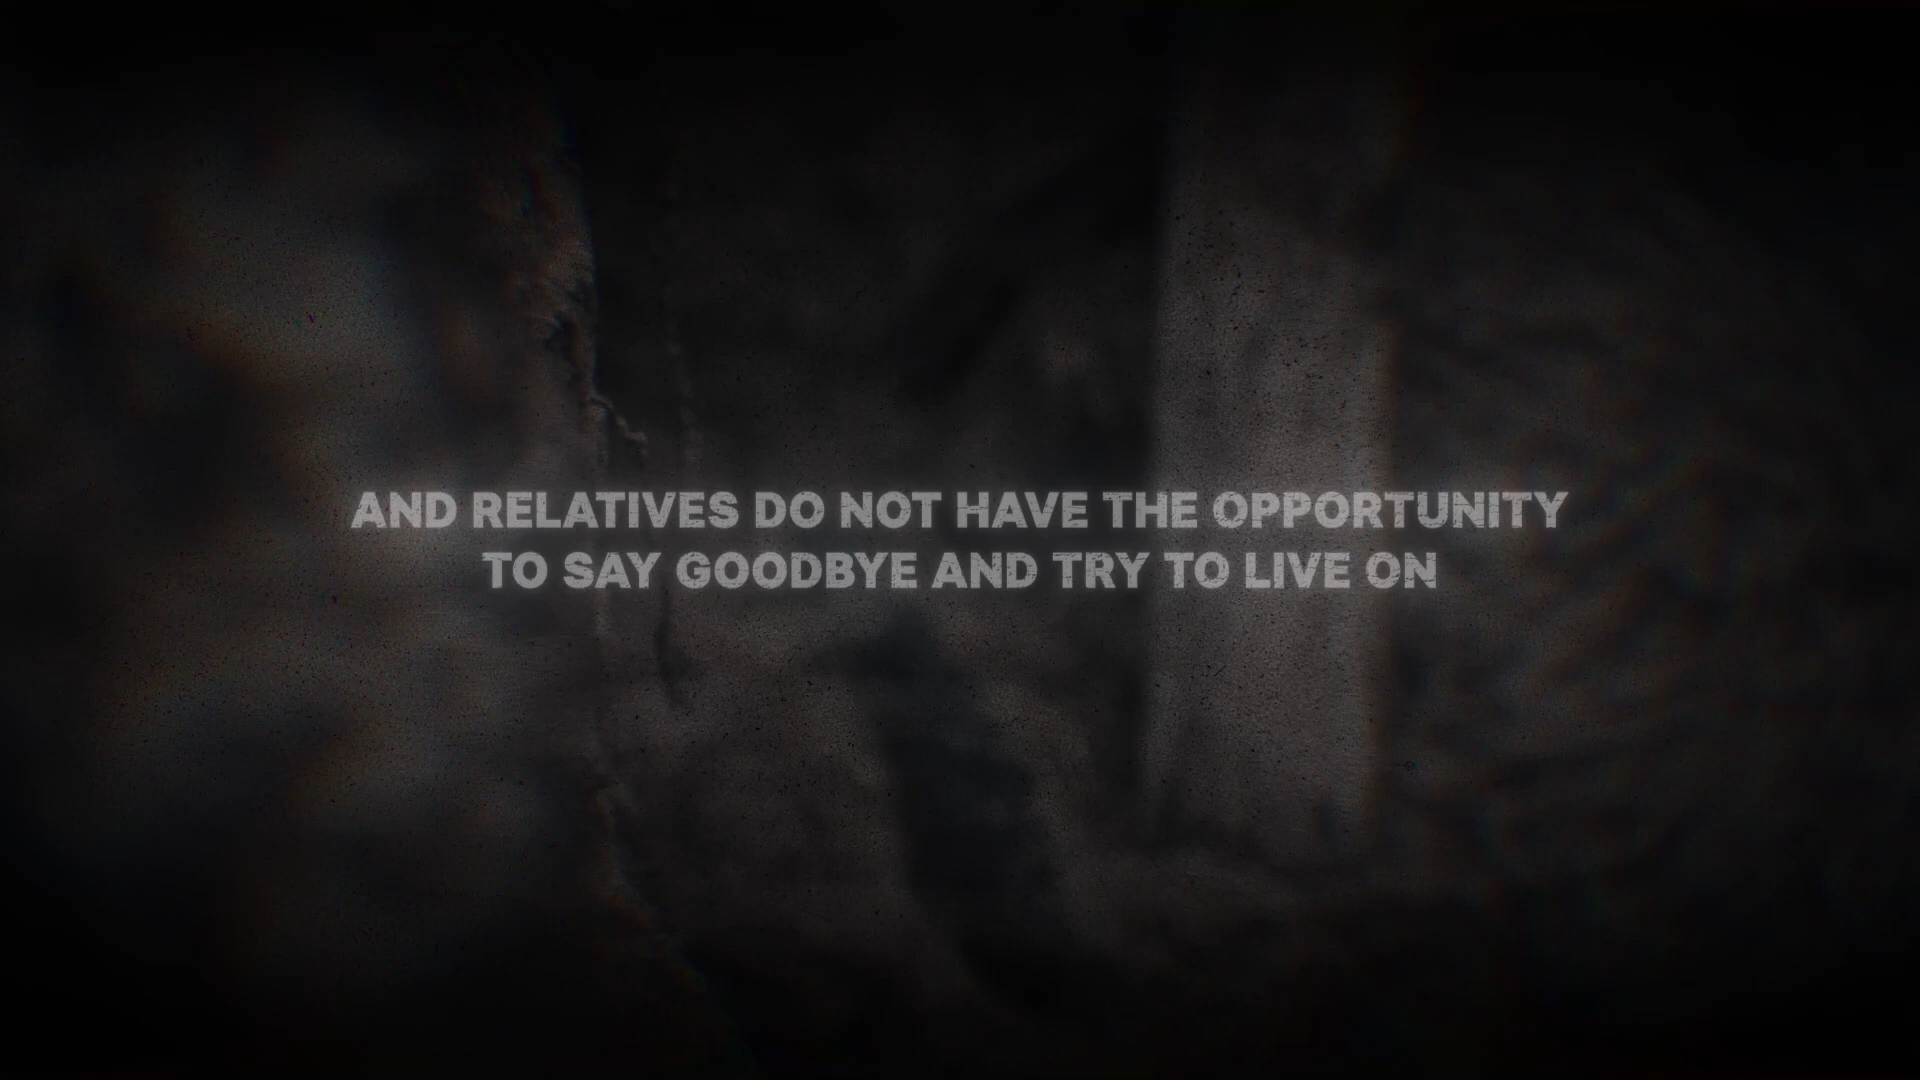 AND RELATIVES DO NOT HAVE THE OPPORTUNITY
TO SAY GOODBYE AND TRY TO LIVE ON